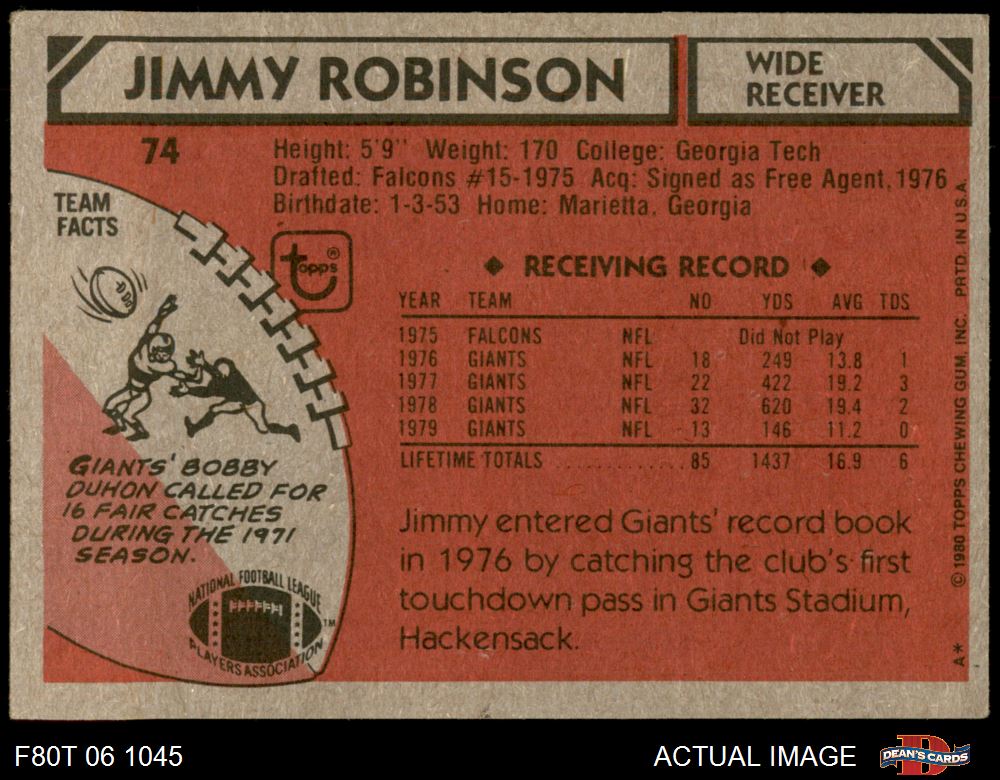 JIMMY ROBINSON
WIDE
RECEIVER
74
Height: 5'9" Weight: 170 College: Georgia Tech
Drafted: Falcons #15-1975 Acq: Signed as Free Agent, 1976
Birthdate: 1-3-53 Home: Marietta, Georgia
TEAM
FACTS
topps®
GIANTS' BOBBY
DUHON CALLED FOR
16 FAIR CATCHES
DURING THE 1971
SEASON.
NATIONAL FOOTBALL LEAGUE
PLAYERS ASSOCIATION
TM
◆ RECEIVING RECORD ◆
YEAR TEAM NO YDS AVG TDS
1975 FALCONS NFL Did Not Play
1976 GIANTS NFL 18 249 13.8 1
1977 GIANTS NFL 22 422 19.2 3
1978 GIANTS NFL 32 620 19.4 2
1979 GIANTS NFL 13 146 11.2 0
LIFETIME TOTALS ............ 85 1437 16.9 6
Jimmy entered Giants' record book
in 1976 by catching the club's first
touchdown pass in Giants Stadium,
Hackensack.
A* © 1980 TOPPS CHEWING GUM, INC. PRTD. IN U.S.A.
F80T 06 1045
ACTUAL IMAGE
DEAN'S CARDS